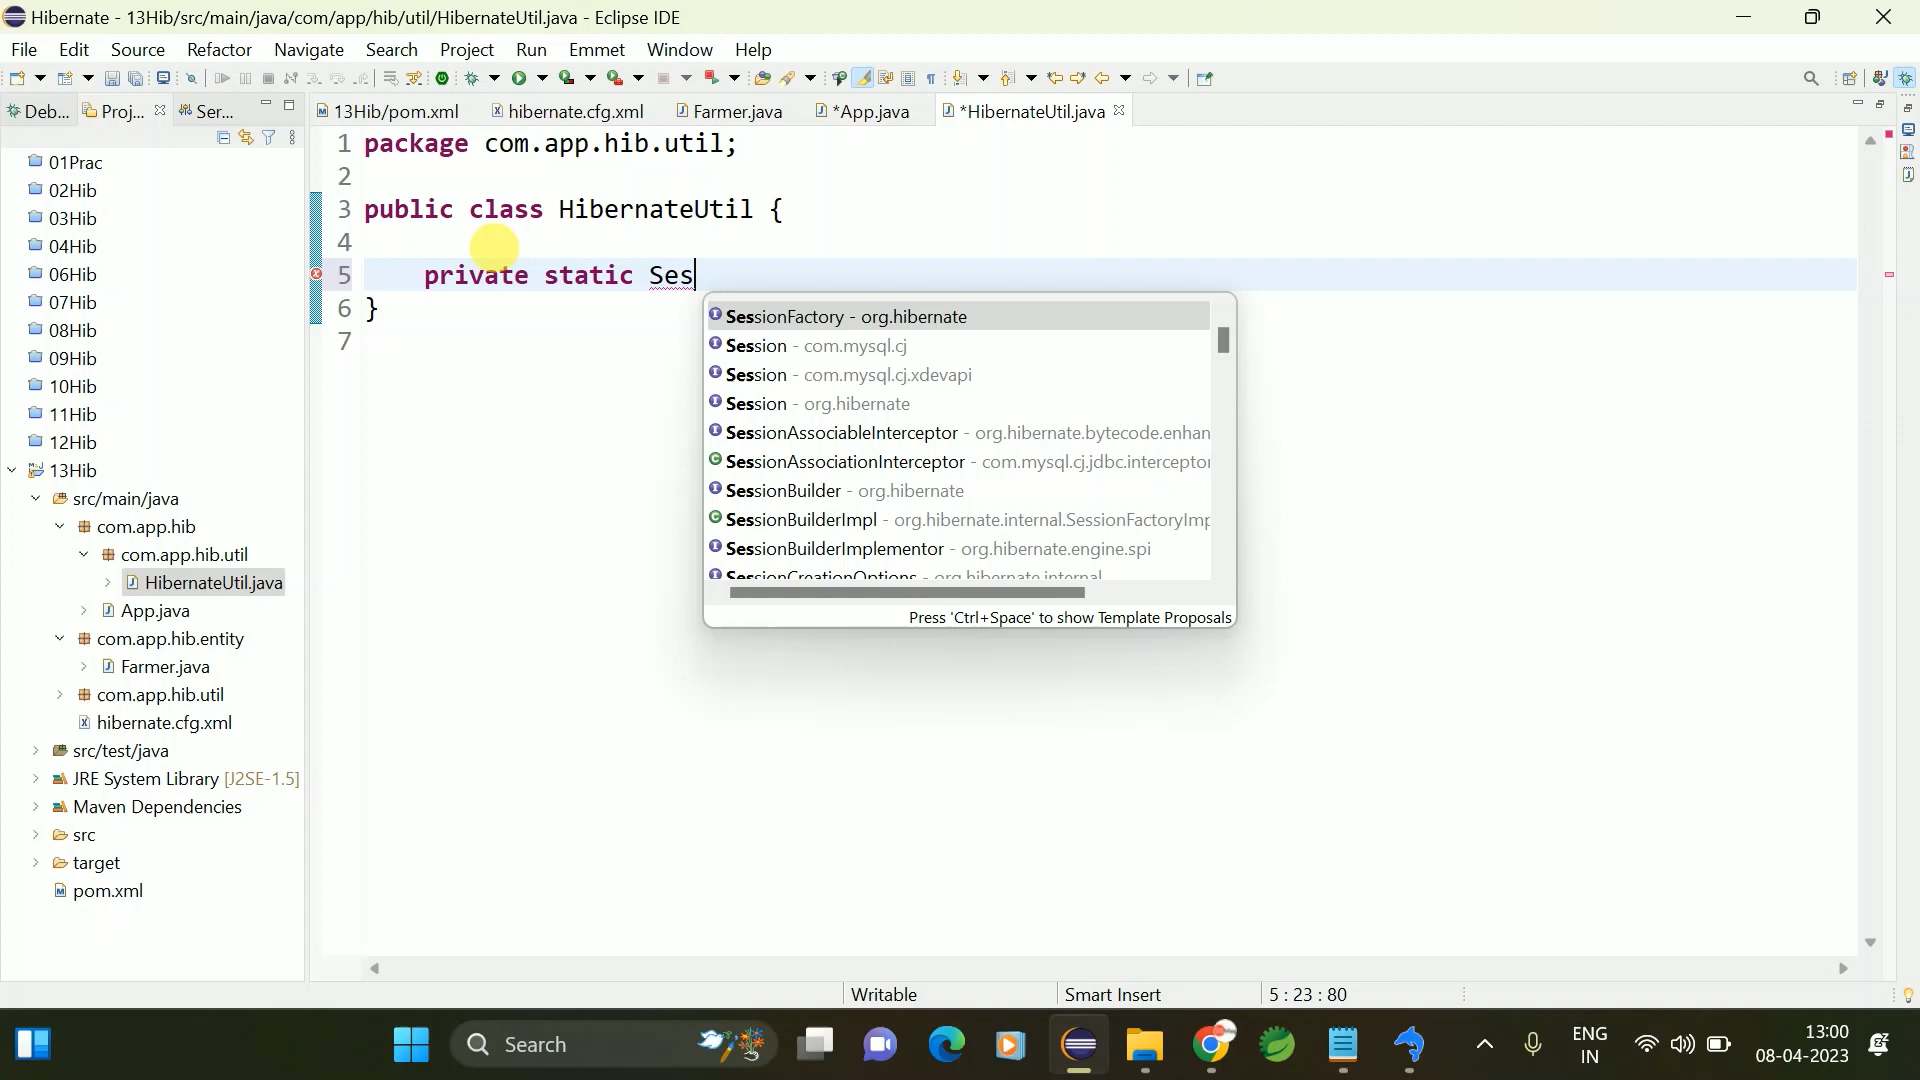 Hibernate - 13Hib/src/main/java/com/app/hib/util/HibernateUtil.java - Eclipse IDE
File Edit Source Refactor Navigate Search Project Run Emmet Window Help
Deb... Proj... Ser...
13Hib/pom.xml hibernate.cfg.xml Farmer.java *App.java *HibernateUtil.java
01Prac
02Hib
03Hib
04Hib
06Hib
07Hib
08Hib
09Hib
10Hib
11Hib
12Hib
13Hib
src/main/java
com.app.hib
com.app.hib.util
HibernateUtil.java
App.java
com.app.hib.entity
Farmer.java
com.app.hib.util
hibernate.cfg.xml
src/test/java
JRE System Library [J2SE-1.5]
Maven Dependencies
src
target
pom.xml
1 package com.app.hib.util;
2
3 public class HibernateUtil {
4
5 private static Ses
6 }
7
SessionFactory - org.hibernate
Session - com.mysql.cj
Session - com.mysql.cj.xdevapi
Session - org.hibernate
SessionAssociableInterceptor - org.hibernate.bytecode.enhan
SessionAssociationInterceptor - com.mysql.cj.jdbc.interceptor
SessionBuilder - org.hibernate
SessionBuilderImpl - org.hibernate.internal.SessionFactoryImp
SessionBuilderImplementor - org.hibernate.engine.spi
SessionCreationOptions - org.hibernate.internal
Press 'Ctrl+Space' to show Template Proposals
Writable Smart Insert 5 : 23 : 80
Search
ENG
IN
13:00
08-04-2023